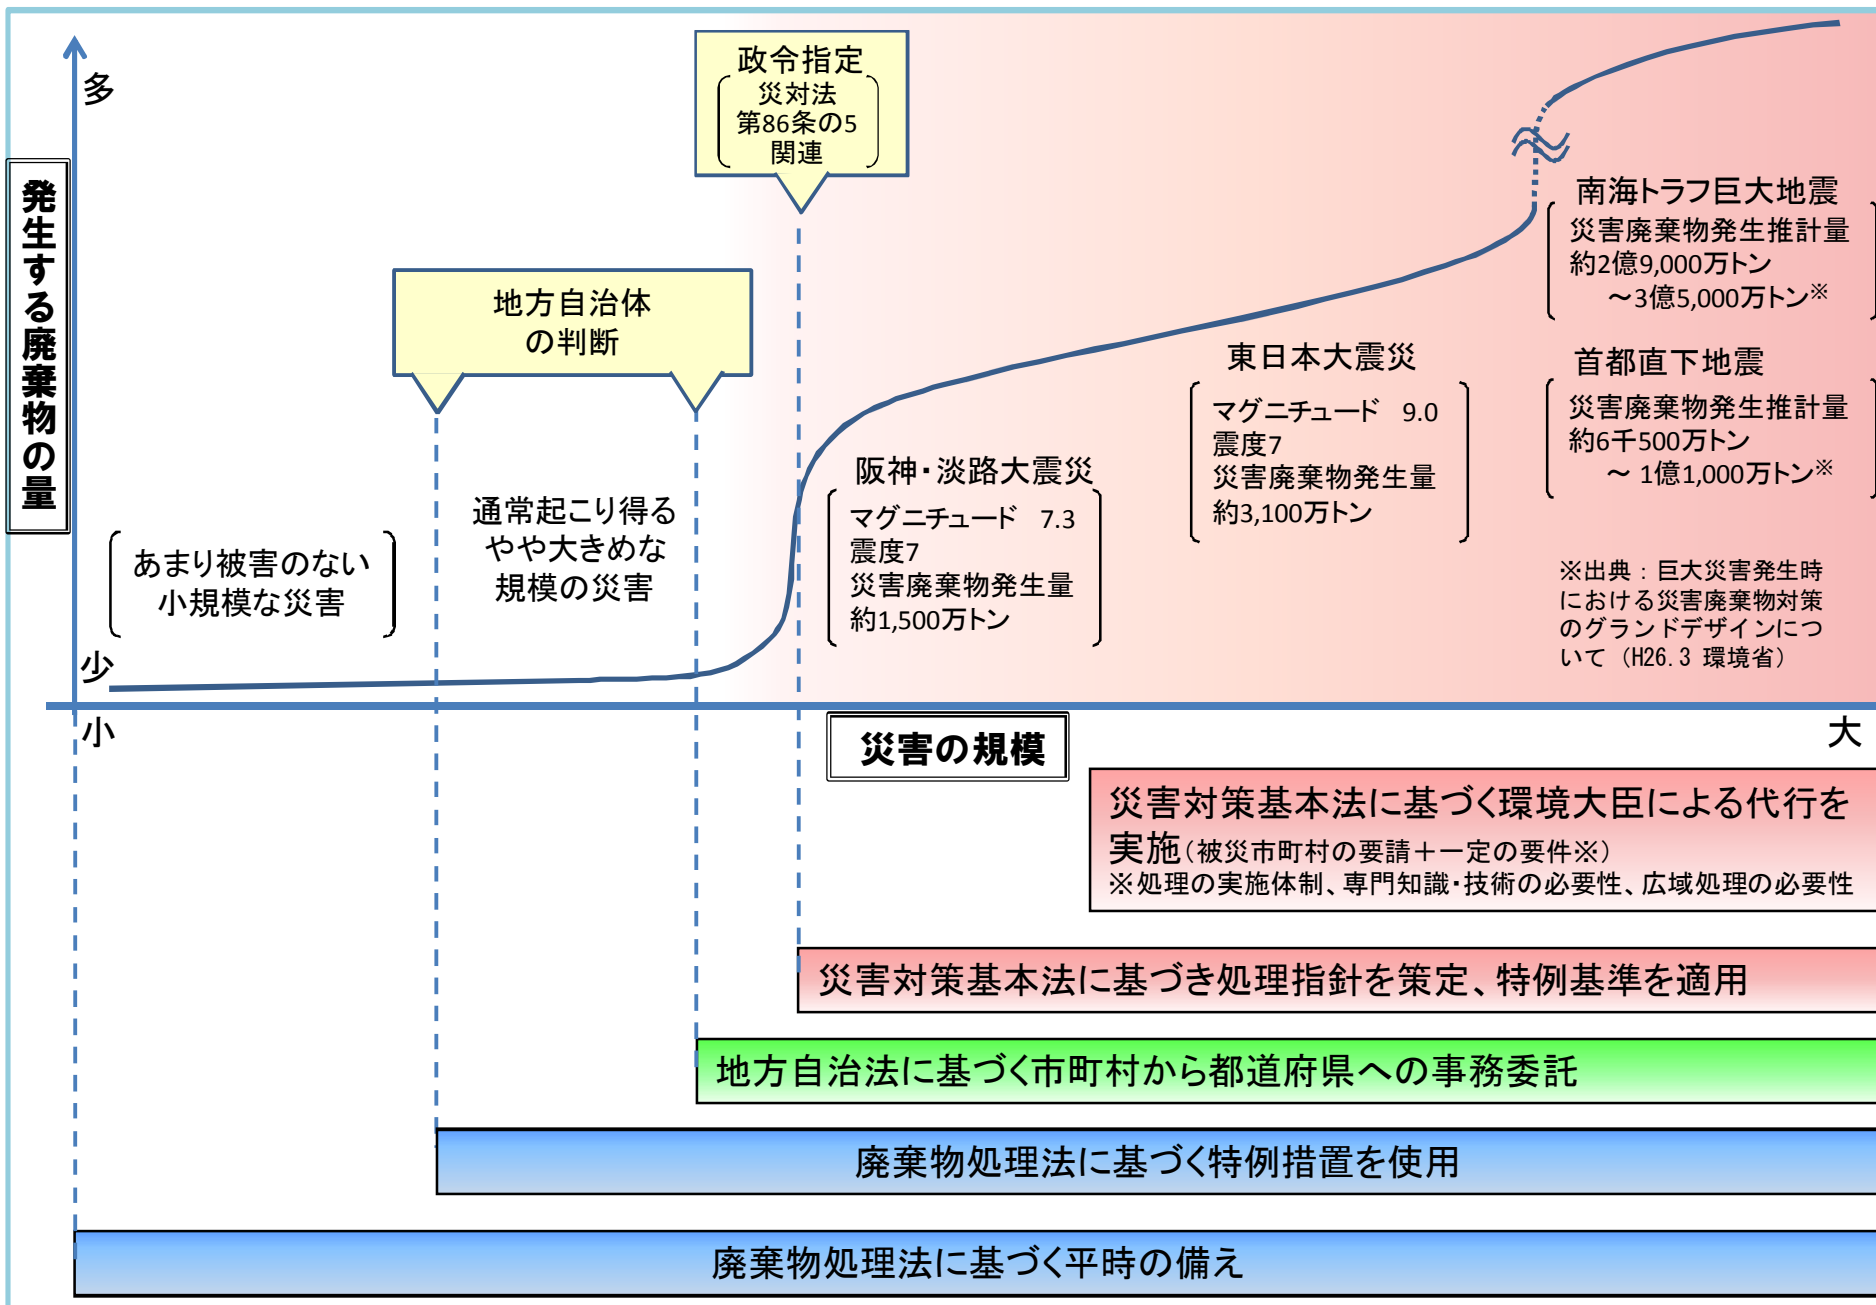 多
発生する廃棄物の量
少
政令指定
災対法
第86条の5
関連
地方自治体
の判断
あまり被害のない
小規模な災害
通常起こり得る
やや大きめな
規模の災害
阪神・淡路大震災
マグニチュード 7.3
震度7
災害廃棄物発生量
約1,500万トン
東日本大震災
マグニチュード 9.0
震度7
災害廃棄物発生量
約3,100万トン
南海トラフ巨大地震
災害廃棄物発生推計量
約2億9,000万トン
～3億5,000万トン※
首都直下地震
災害廃棄物発生推計量
約6千500万トン
～ 1億1,000万トン※
※出典：巨大災害発生時
における災害廃棄物対策
のグランドデザインにつ
いて（H26.3 環境省）
小
災害の規模
大
災害対策基本法に基づく環境大臣による代行を
実施（被災市町村の要請＋一定の要件※）
※処理の実施体制、専門知識・技術の必要性、広域処理の必要性
災害対策基本法に基づき処理指針を策定、特例基準を適用
地方自治法に基づく市町村から都道府県への事務委託
廃棄物処理法に基づく特例措置を使用
廃棄物処理法に基づく平時の備え